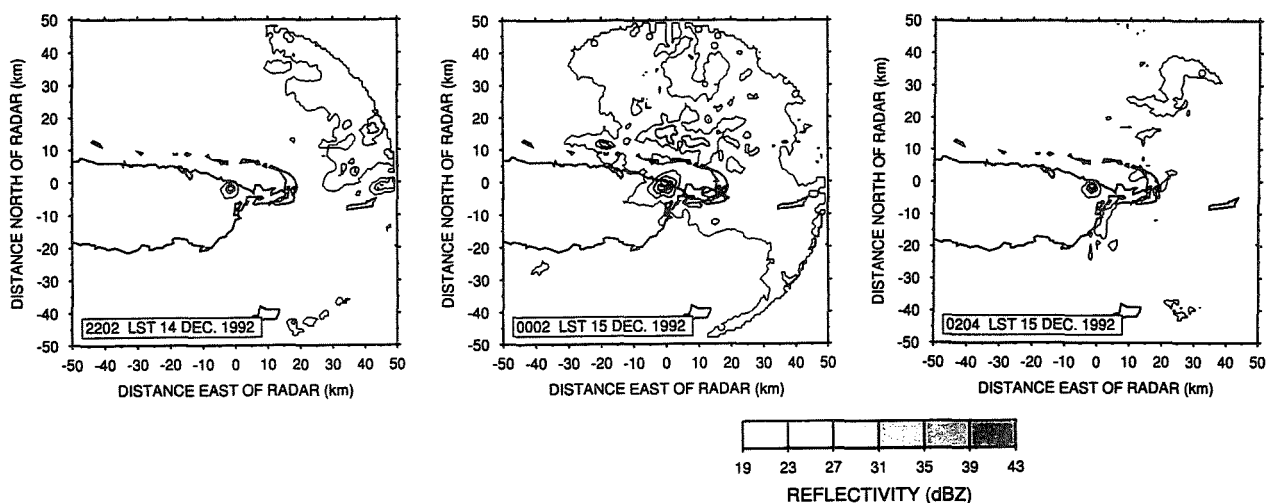 50
40
30
20
10
0
-10
-20
-30
-40
-50
DISTANCE NORTH OF RADAR (km)
2202 LST 14 DEC. 1992
-50 -40 -30 -20 -10 0 10 20 30 40 50
DISTANCE EAST OF RADAR (km)
50
40
30
20
10
0
-10
-20
-30
-40
-50
DISTANCE NORTH OF RADAR (km)
0002 LST 15 DEC. 1992
-50 -40 -30 -20 -10 0 10 20 30 40 50
DISTANCE EAST OF RADAR (km)
50
40
30
20
10
0
-10
-20
-30
-40
-50
DISTANCE NORTH OF RADAR (km)
0204 LST 15 DEC. 1992
-50 -40 -30 -20 -10 0 10 20 30 40 50
DISTANCE EAST OF RADAR (km)
19 23 27 31 35 39 43
REFLECTIVITY (dBZ)